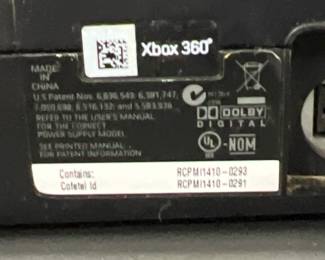 Xbox 360
MADE
IN
CHINA
U.S Patent Nos. 6,836,549; 6,381,747;
7,050,698; 6,516,132; and 5,583,936
REFER TO THE USER'S MANUAL
FOR THE CORRECT
POWER SUPPLY MODEL
SEE PRINTED MANUAL
FOR PATENT INFORMATION
DOLBY
DIGITAL
UL
NOM
Contains: RCPMI1410-0293
Cofetel Id RCPMI1410-0291